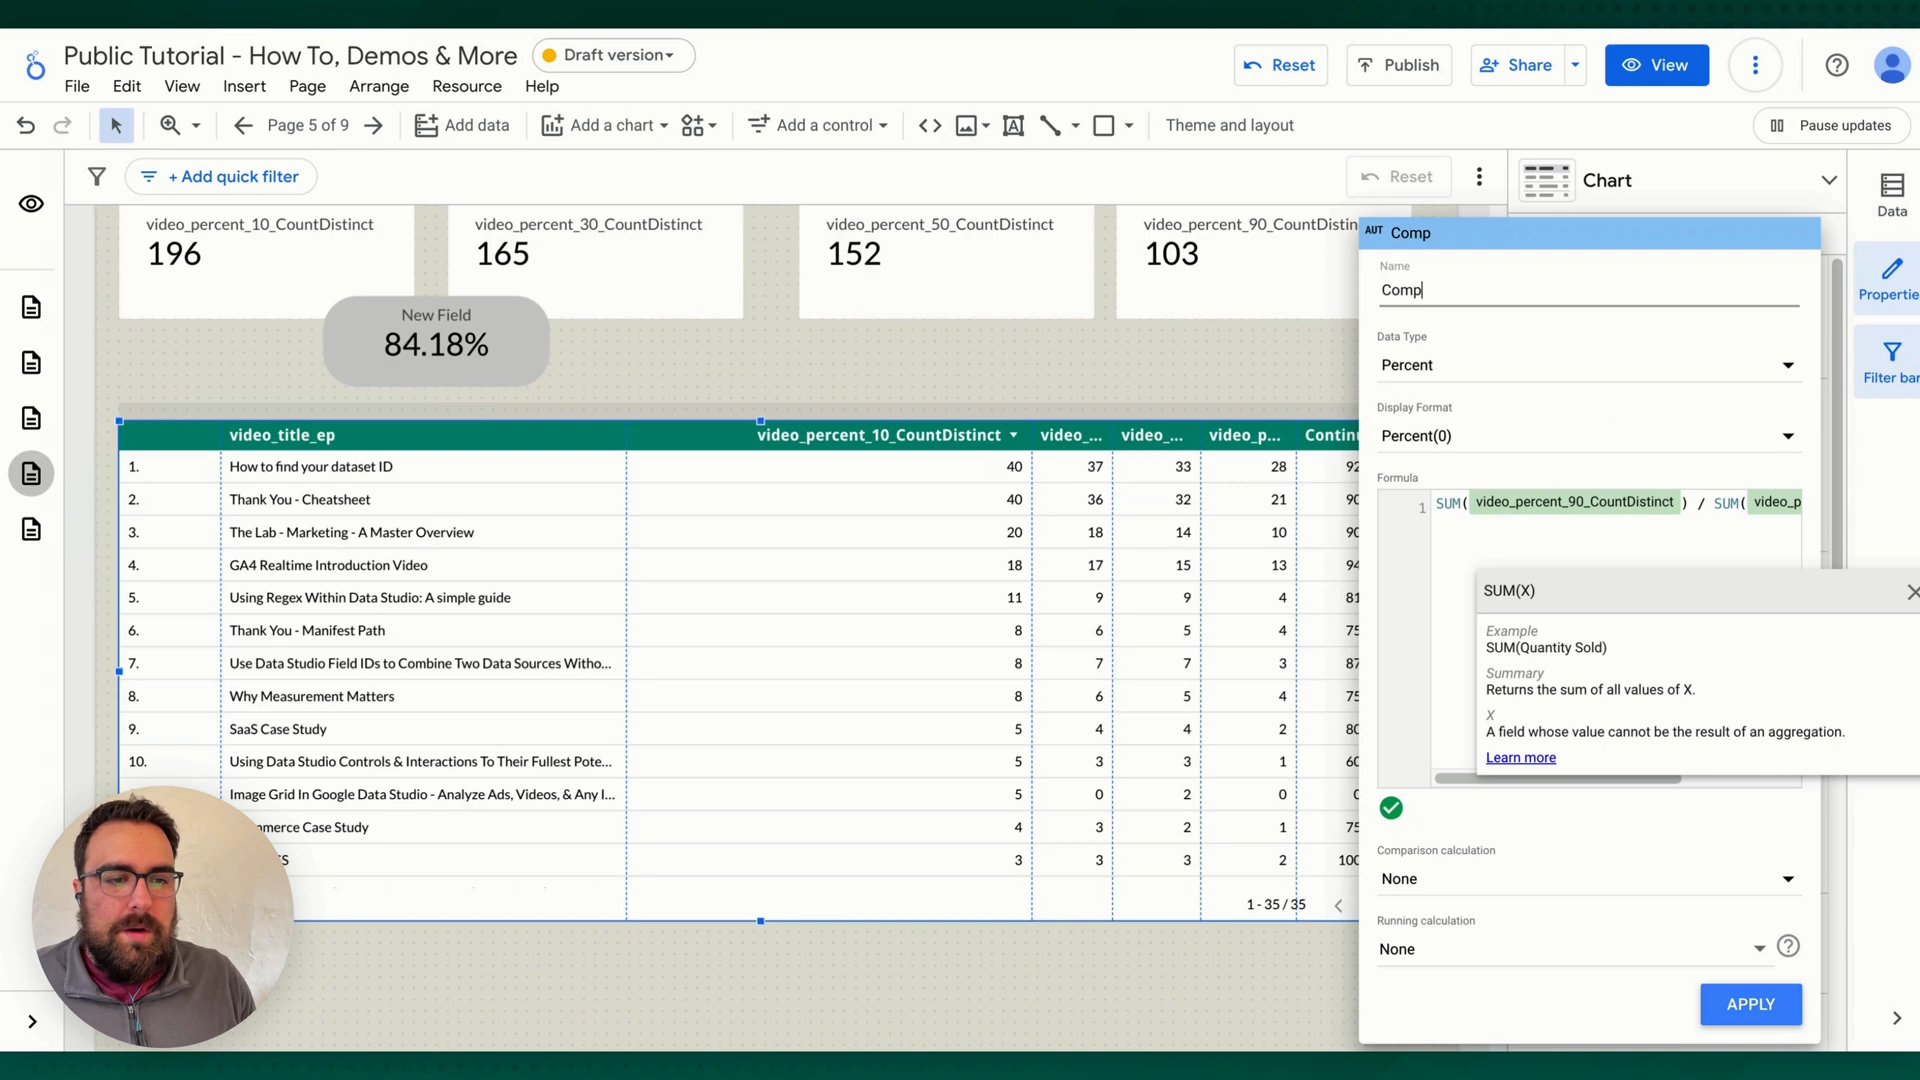 Public Tutorial - How To, Demos & More
Draft version
Reset
Publish
Share
View
File Edit View Insert Page Arrange Resource Help
Page 5 of 9
Add data
Add a chart
Add a control
Theme and layout
Pause updates
+ Add quick filter
Reset
Chart
Data
Propertie
Filter bar
video_percent_10_CountDistinct
196
video_percent_30_CountDistinct
165
video_percent_50_CountDistinct
152
video_percent_90_CountDistin
103
New Field
84.18%
video_title_ep video_percent_10_CountDistinct video_... video_... video_p... Continu
1. How to find your dataset ID 40 37 33 28 92
2. Thank You - Cheatsheet 40 36 32 21 90
3. The Lab - Marketing - A Master Overview 20 18 14 10 90
4. GA4 Realtime Introduction Video 18 17 15 13 94
5. Using Regex Within Data Studio: A simple guide 11 9 9 4 81
6. Thank You - Manifest Path 8 6 5 4 75
7. Use Data Studio Field IDs to Combine Two Data Sources Witho... 8 7 7 3 87
8. Why Measurement Matters 8 6 5 4 75
9. SaaS Case Study 5 4 4 2 80
10. Using Data Studio Controls & Interactions To Their Fullest Pote... 5 3 3 1 60
Image Grid In Google Data Studio - Analyze Ads, Videos, & Any I... 5 0 2 0 0
mmerce Case Study 4 3 2 1 75
3 3 3 2 100
1 - 35 / 35
AUT Comp
Name
Comp
Data Type
Percent
Display Format
Percent(0)
Formula
1 SUM( video_percent_90_CountDistinct ) / SUM( video_p
SUM(X)
Example
SUM(Quantity Sold)
Summary
Returns the sum of all values of X.
X
A field whose value cannot be the result of an aggregation.
Learn more
Comparison calculation
None
Running calculation
None
APPLY